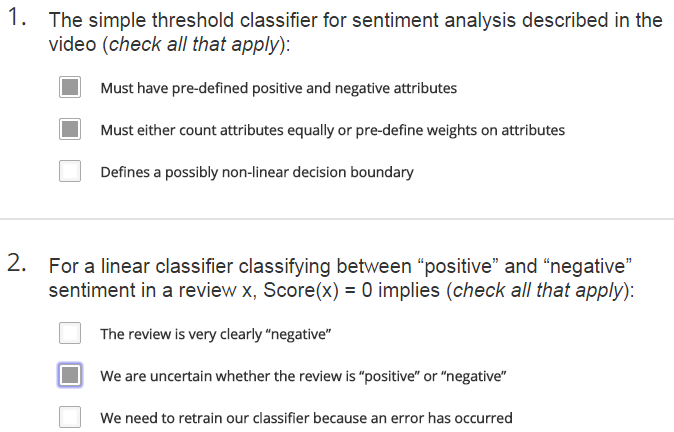 1. The simple threshold classifier for sentiment analysis described in the
video (check all that apply):
Must have pre-defined positive and negative attributes
Must either count attributes equally or pre-define weights on attributes
Defines a possibly non-linear decision boundary
2. For a linear classifier classifying between “positive” and “negative”
sentiment in a review x, Score(x) = 0 implies (check all that apply):
The review is very clearly “negative”
We are uncertain whether the review is “positive” or “negative”
We need to retrain our classifier because an error has occurred